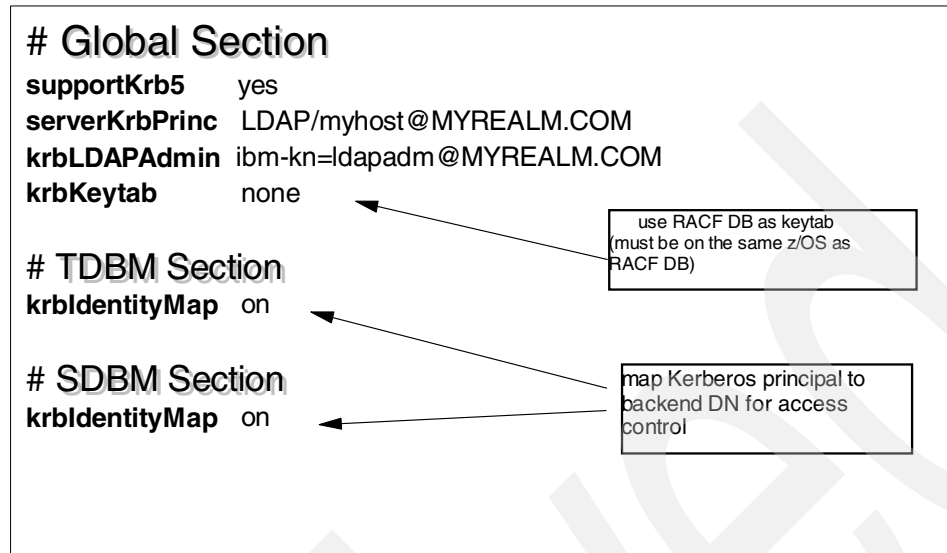 # Global Section
supportKrb5 yes
serverKrbPrinc LDAP/myhost@MYREALM.COM
krbLDAPAdmin ibm-kn=ldapadm@MYREALM.COM
krbKeytab none
use RACF DB as keytab
(must be on the same z/OS as
RACF DB)
# TDBM Section
krbIdentityMap on
# SDBM Section
krbIdentityMap on
map Kerberos principal to
backend DN for access
control